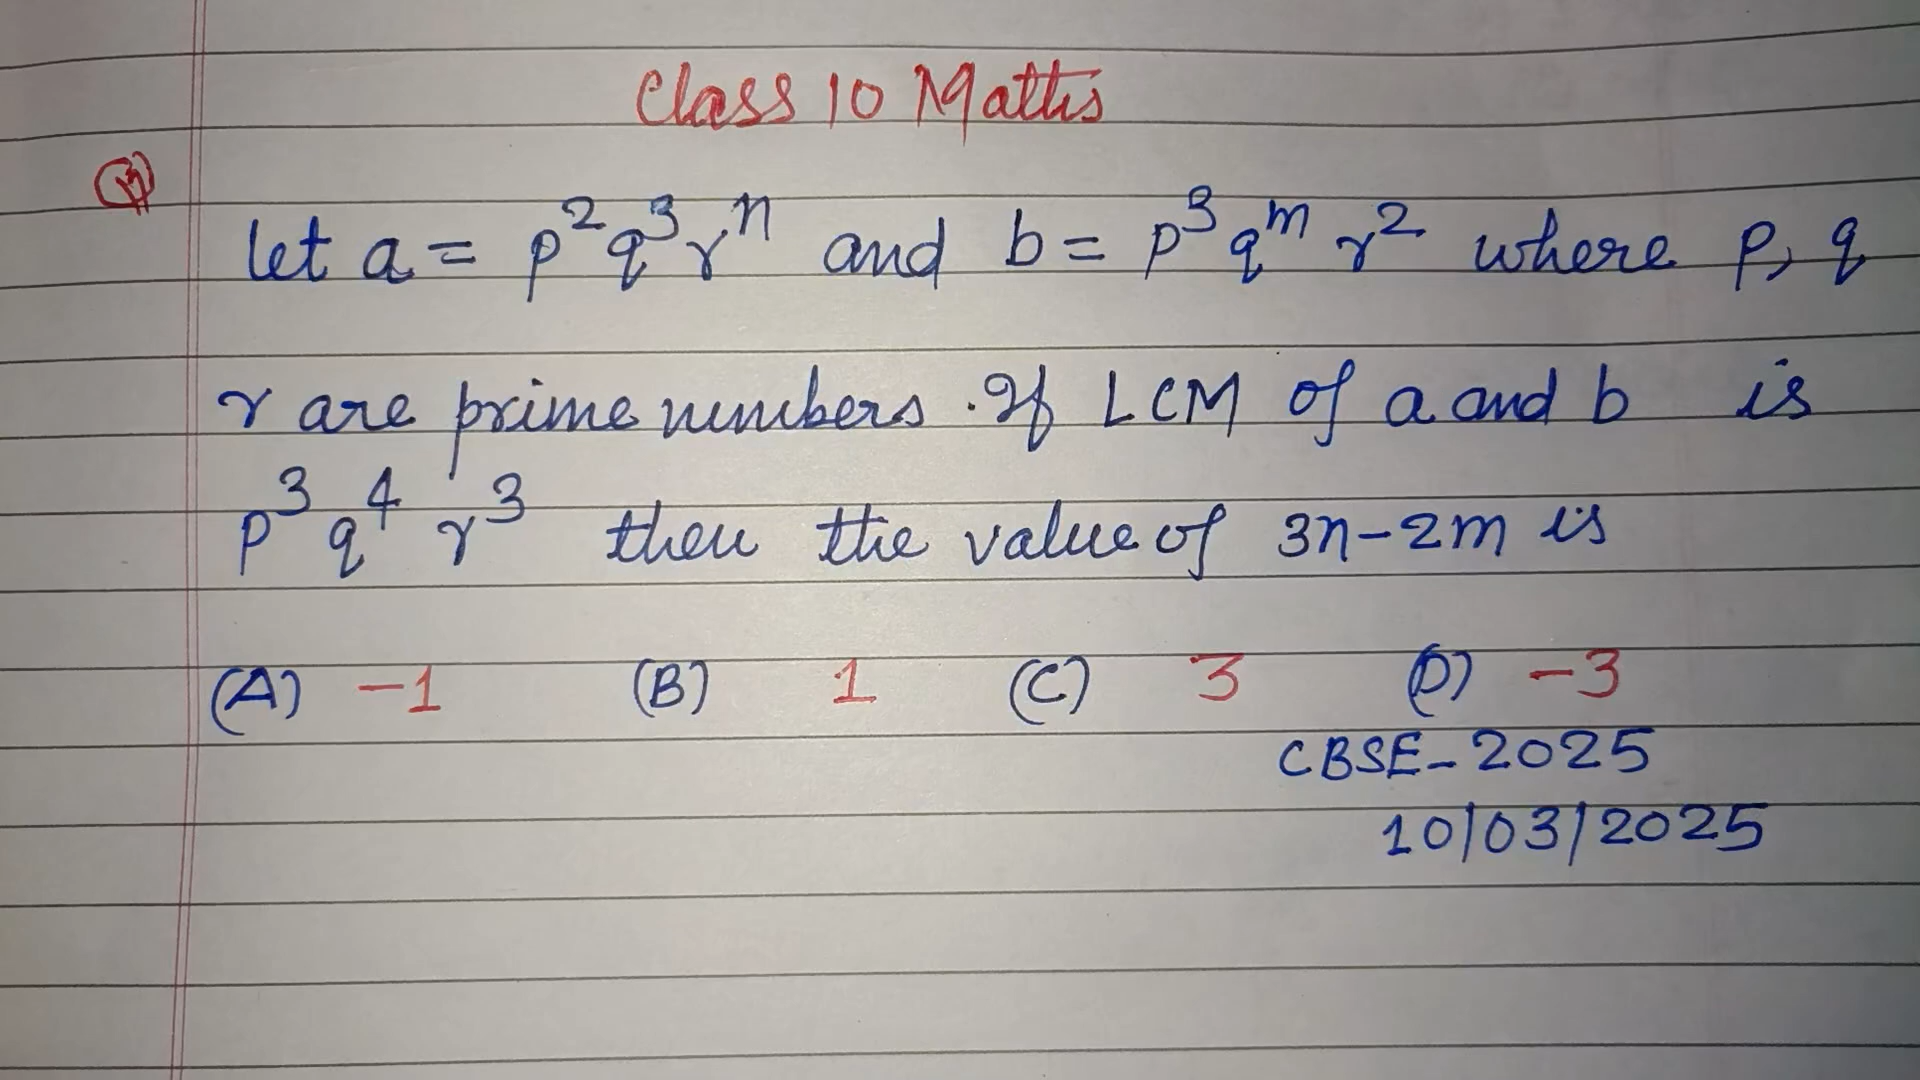 Class 10 Maths
Q let a = p²q³rⁿ and b = p³qᵐr² where p, q
r are prime numbers. If LCM of a and b is
p³q⁴r³ then the value of 3n-2m is
(A) -1 (B) 1 (C) 3 (D) -3
CBSE-2025
10/03/2025